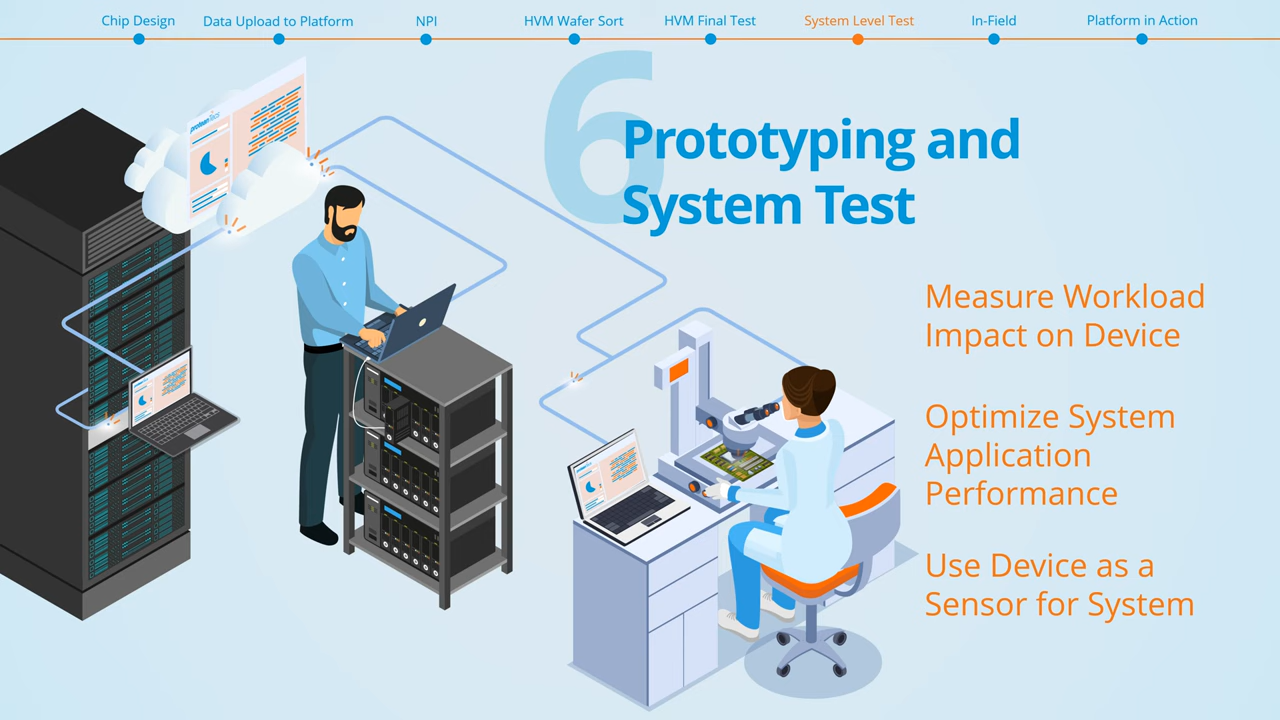 Chip Design
Data Upload to Platform
NPI
HVM Wafer Sort
HVM Final Test
System Level Test
In-Field
Platform in Action
6
Prototyping and
System Test
proteanTecs
Measure Workload
Impact on Device
Optimize System
Application
Performance
Use Device as a
Sensor for System